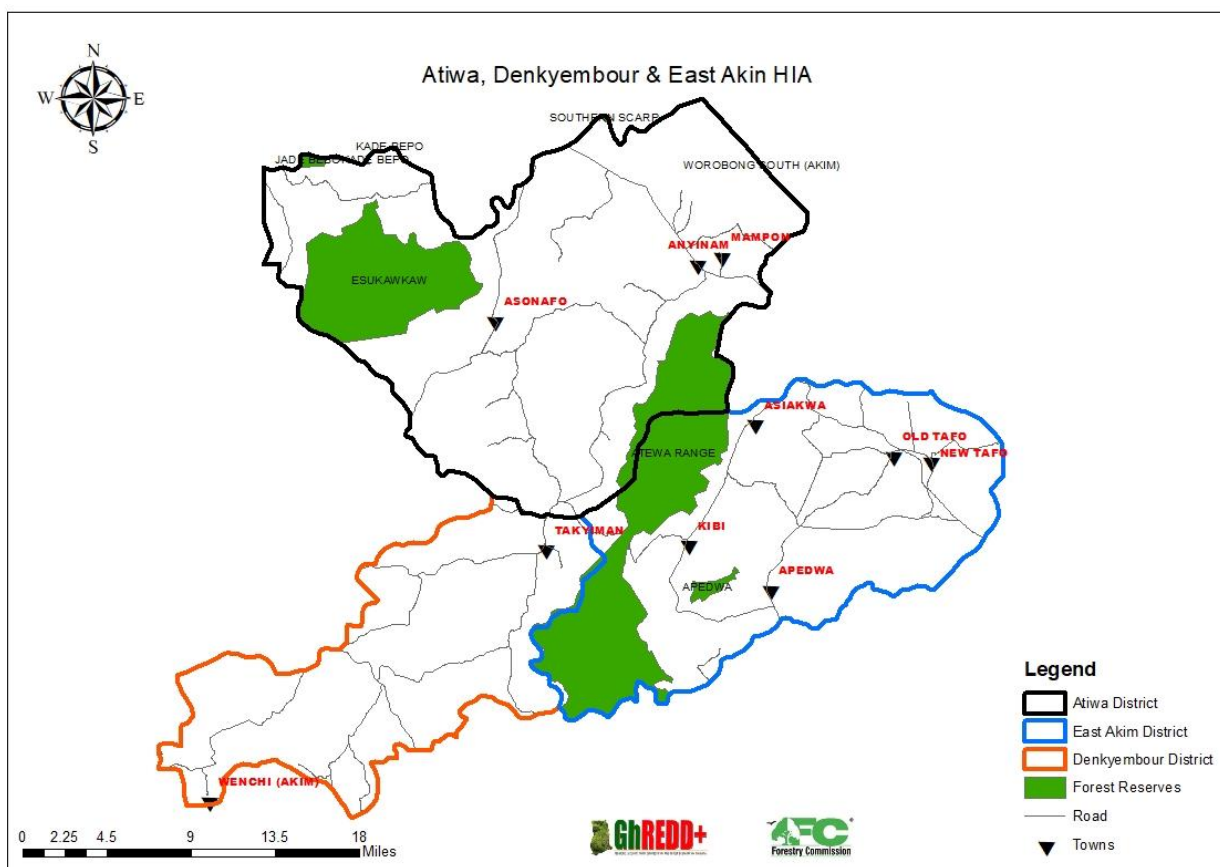 N
W E
S
Atiwa, Denkyembour & East Akin HIA
SOUTHERN SCARP
KADE BEPO
WOROBONG SOUTH (AKIM)
MAMPON
ANYINAM
ESUKAWKAW
ASONAFO
ASIAKWA
OLD TAFO
NEW TAFO
ATEWA RANGE
TAKYIMAN
KIBI
APEDWA
APEDWA
WENCHI (AKIM)
Legend
Atiwa District
East Akim District
Denkyembour District
Forest Reserves
Road
Towns
0 2.25 4.5 9 13.5 18
Miles
GhREDD+
FC
Forestry Commission